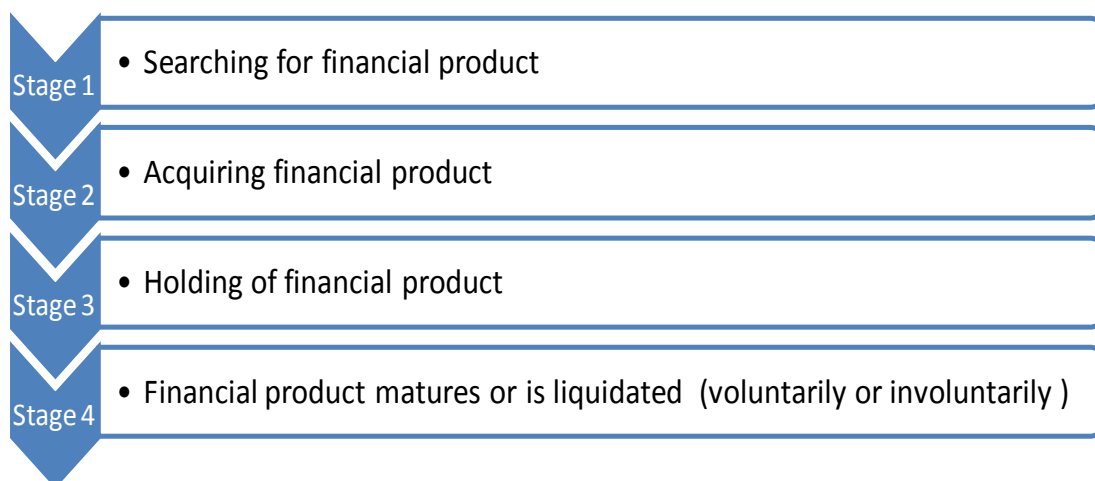 Stage 1
• Searching for financial product
Stage 2
• Acquiring financial product
Stage 3
• Holding of financial product
Stage 4
• Financial product matures or is liquidated (voluntarily or involuntarily )